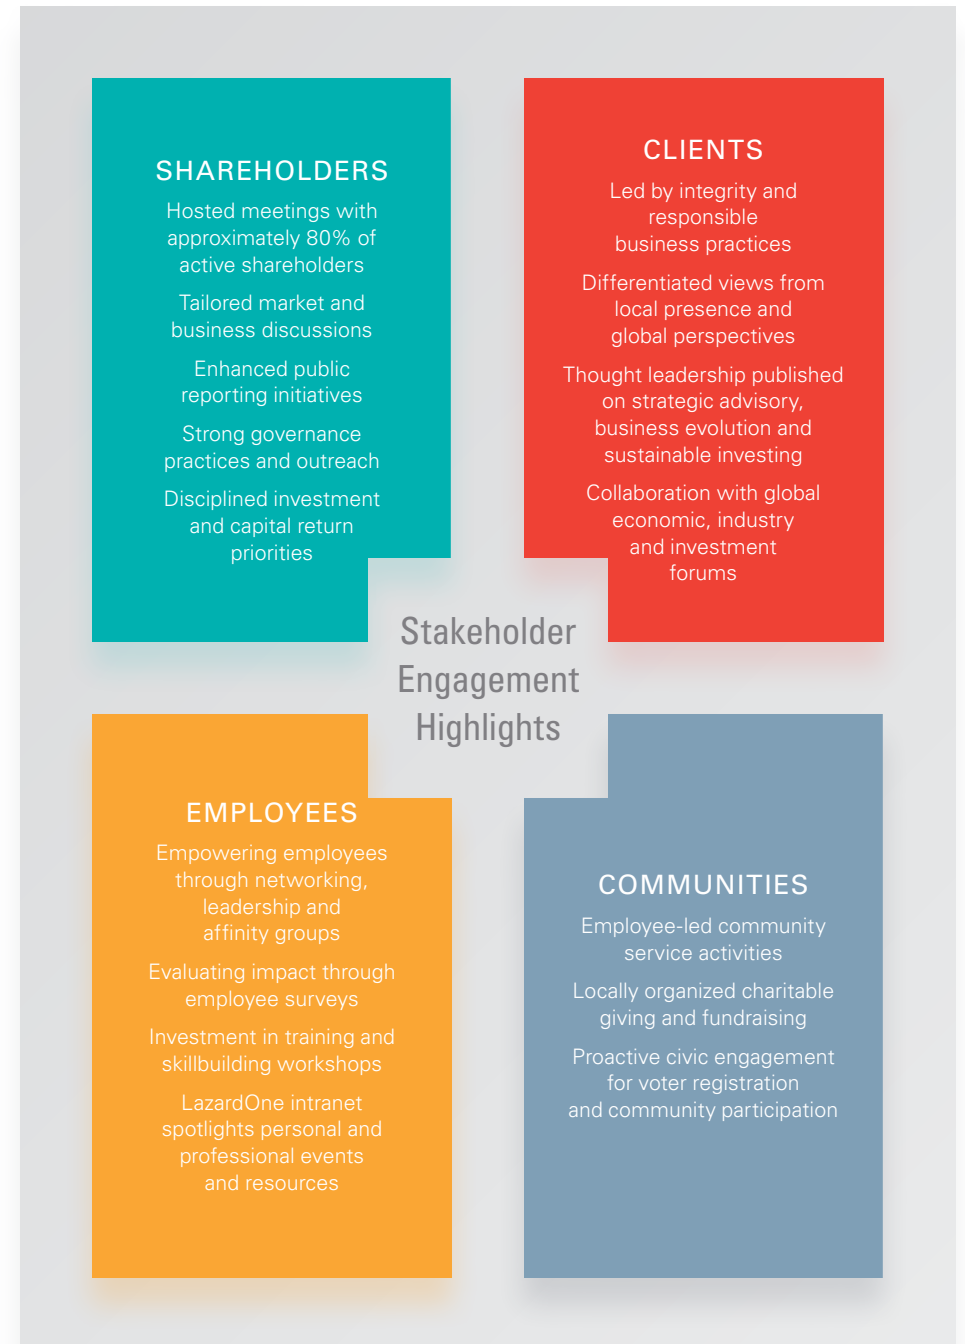 SHAREHOLDERS
Hosted meetings with
approximately 80% of
active shareholders
Tailored market and
business discussions
Enhanced public
reporting initiatives
Strong governance
practices and outreach
Disciplined investment
and capital return
priorities
CLIENTS
Led by integrity and
responsible
business practices
Differentiated views from
local presence and
global perspectives
Thought leadership published
on strategic advisory,
business evolution and
sustainable investing
Collaboration with global
economic, industry
and investment
forums
Stakeholder
Engagement
Highlights
EMPLOYEES
Empowering employees
through networking,
leadership and
affinity groups
Evaluating impact through
employee surveys
Investment in training and
skillbuilding workshops
LazardOne intranet
spotlights personal and
professional events
and resources
COMMUNITIES
Employee-led community
service activities
Locally organized charitable
giving and fundraising
Proactive civic engagement
for voter registration
and community participation